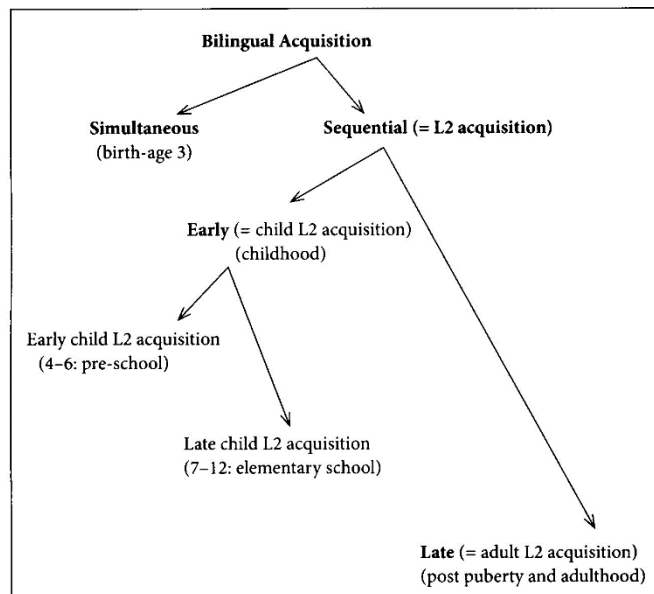 Bilingual Acquisition
Simultaneous
(birth-age 3)
Sequential (= L2 acquisition)
Early (= child L2 acquisition)
(childhood)
Early child L2 acquisition
(4–6: pre-school)
Late child L2 acquisition
(7–12: elementary school)
Late (= adult L2 acquisition)
(post puberty and adulthood)